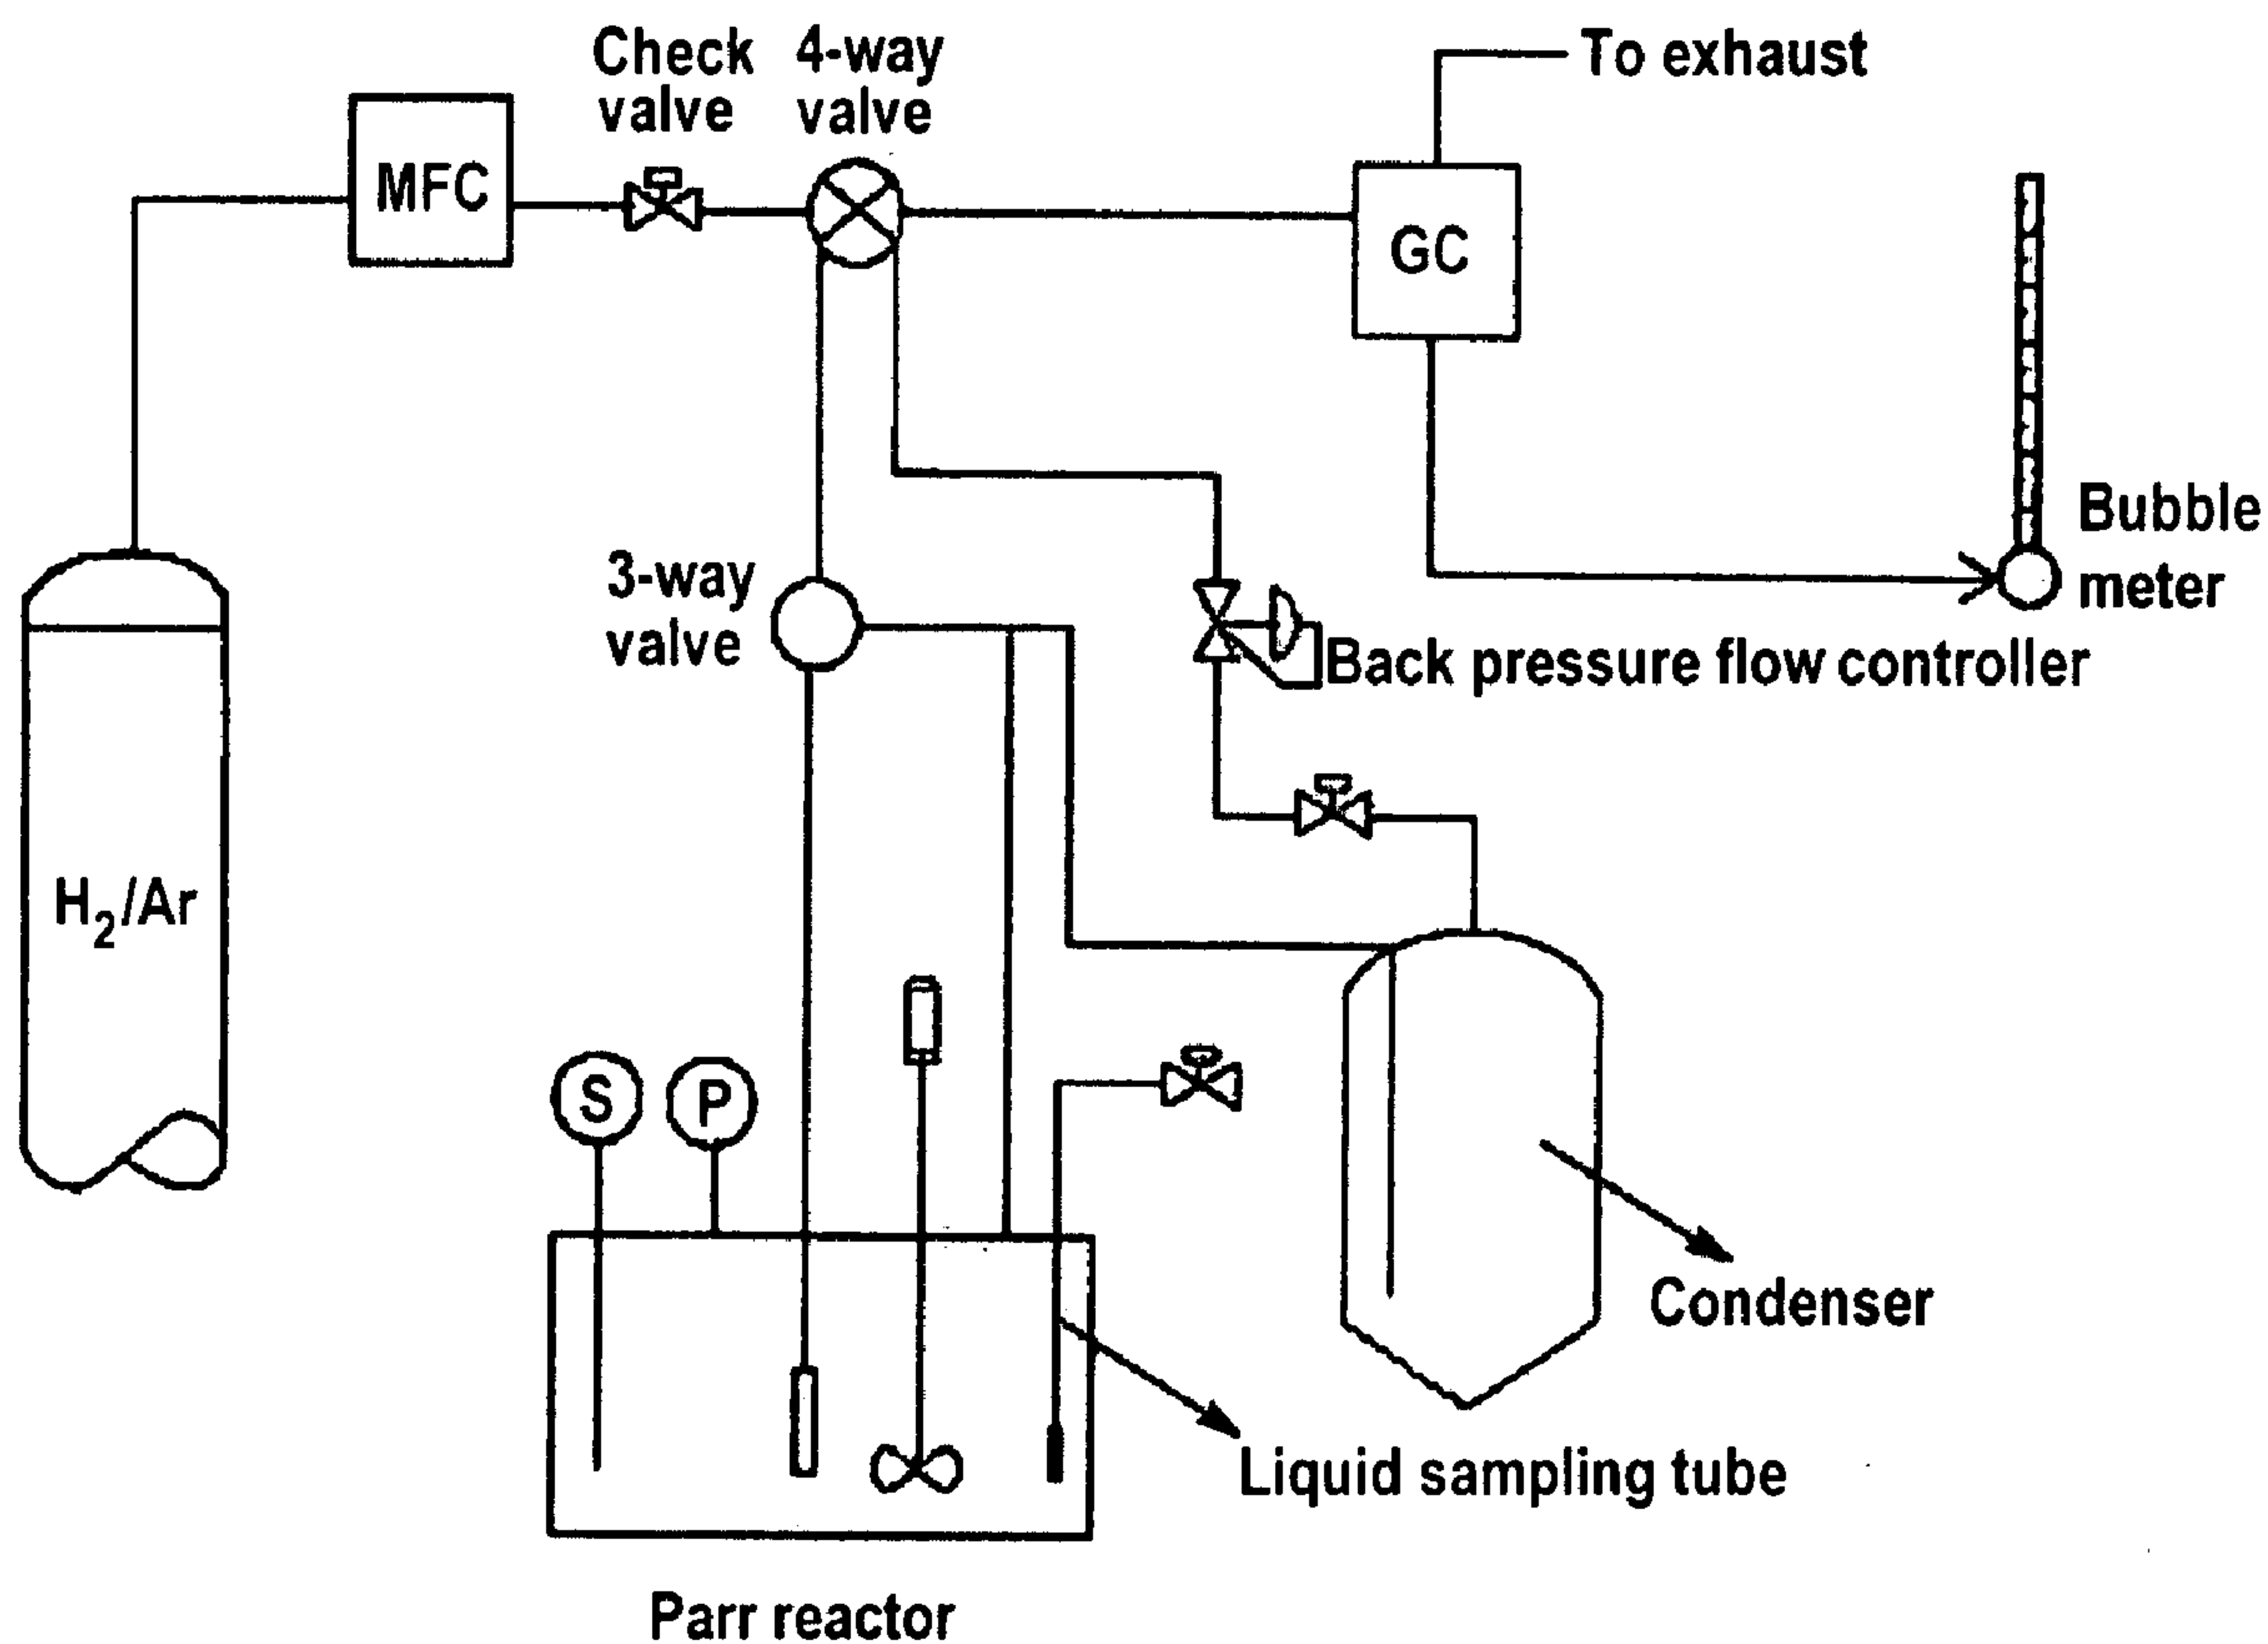 Check
valve
4-way
valve
To exhaust
MFC
GC
Bubble
meter
3-way
valve
Back pressure flow controller
H₂/Ar
S
P
Condenser
Liquid sampling tube
Parr reactor